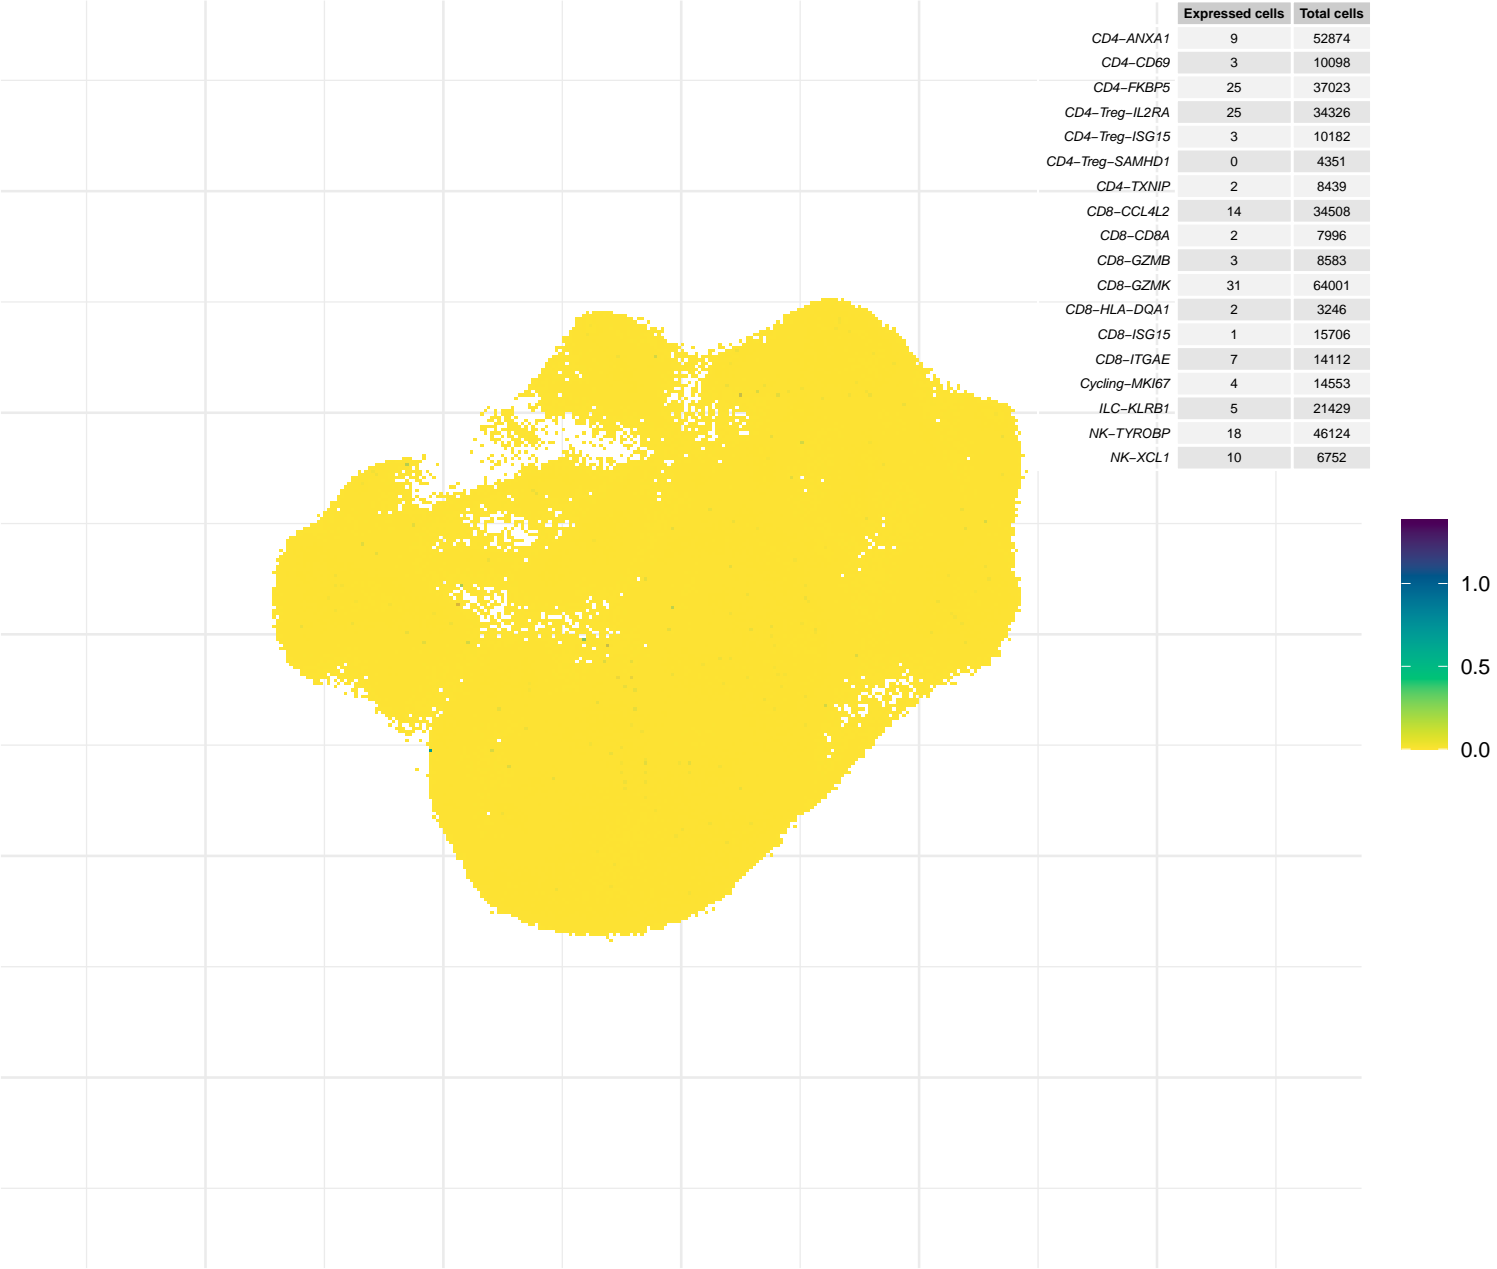 Expressed cells Total cells
CD4−ANXA1 9 52874
CD4−CD69 3 10098
CD4−FKBP5 25 37023
CD4−Treg−IL2RA 25 34326
CD4−Treg−ISG15 3 10182
CD4−Treg−SAMHD1 0 4351
CD4−TXNIP 2 8439
CD8−CCL4L2 14 34508
CD8−CD8A 2 7996
CD8−GZMB 3 8583
CD8−GZMK 31 64001
CD8−HLA−DQA1 2 3246
CD8−ISG15 1 15706
CD8−ITGAE 7 14112
Cycling−MKI67 4 14553
ILC−KLRB1 5 21429
NK−TYROBP 18 46124
NK−XCL1 10 6752
1.0
0.5
0.0